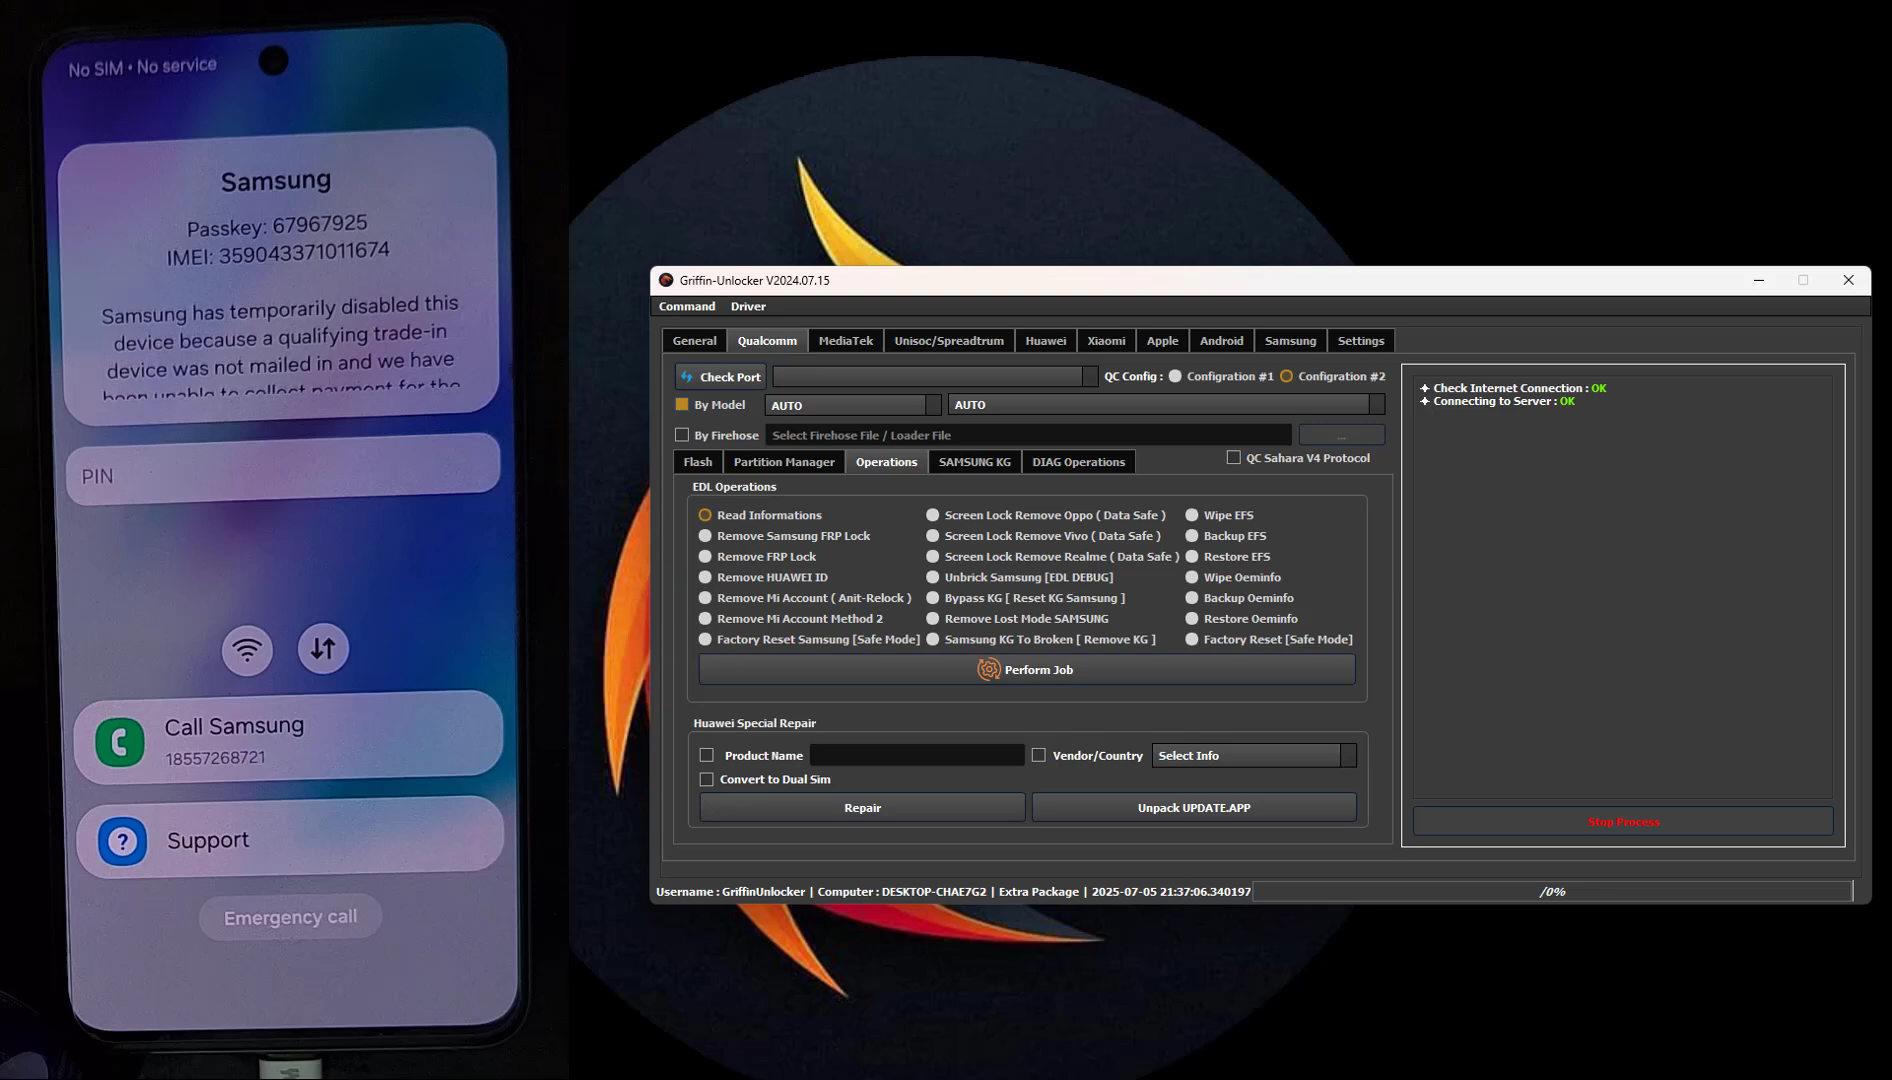 No SIM • No service
Samsung
Passkey: 67967925
IMEI: 359043371011674
Samsung has temporarily disabled this
device because a qualifying trade-in
device was not mailed in and we have
been unable to collect payment for the
PIN
Call Samsung
18557268721
Support
Emergency call
Griffin-Unlocker V2024.07.15
Command Driver
General Qualcomm MediaTek Unisoc/Spreadtrum Huawei Xiaomi Apple Android Samsung Settings
Check Port QC Config : Configration #1 Configration #2
By Model AUTO AUTO
By Firehose Select Firehose File / Loader File ...
Flash Partition Manager Operations SAMSUNG KG DIAG Operations QC Sahara V4 Protocol
EDL Operations
Read Informations Screen Lock Remove Oppo ( Data Safe ) Wipe EFS
Remove Samsung FRP Lock Screen Lock Remove Vivo ( Data Safe ) Backup EFS
Remove FRP Lock Screen Lock Remove Realme ( Data Safe ) Restore EFS
Remove HUAWEI ID Unbrick Samsung [EDL DEBUG] Wipe Oeminfo
Remove Mi Account ( Anit-Relock ) Bypass KG [ Reset KG Samsung ] Backup Oeminfo
Remove Mi Account Method 2 Remove Lost Mode SAMSUNG Restore Oeminfo
Factory Reset Samsung [Safe Mode] Samsung KG To Broken [ Remove KG ] Factory Reset [Safe Mode]
Perform Job
Huawei Special Repair
Product Name Vendor/Country Select Info
Convert to Dual Sim
Repair Unpack UPDATE.APP
Check Internet Connection : OK
Connecting to Server : OK
Stop Process
Username : GriffinUnlocker | Computer : DESKTOP-CHAE7G2 | Extra Package | 2025-07-05 21:37:06.340197 /0%